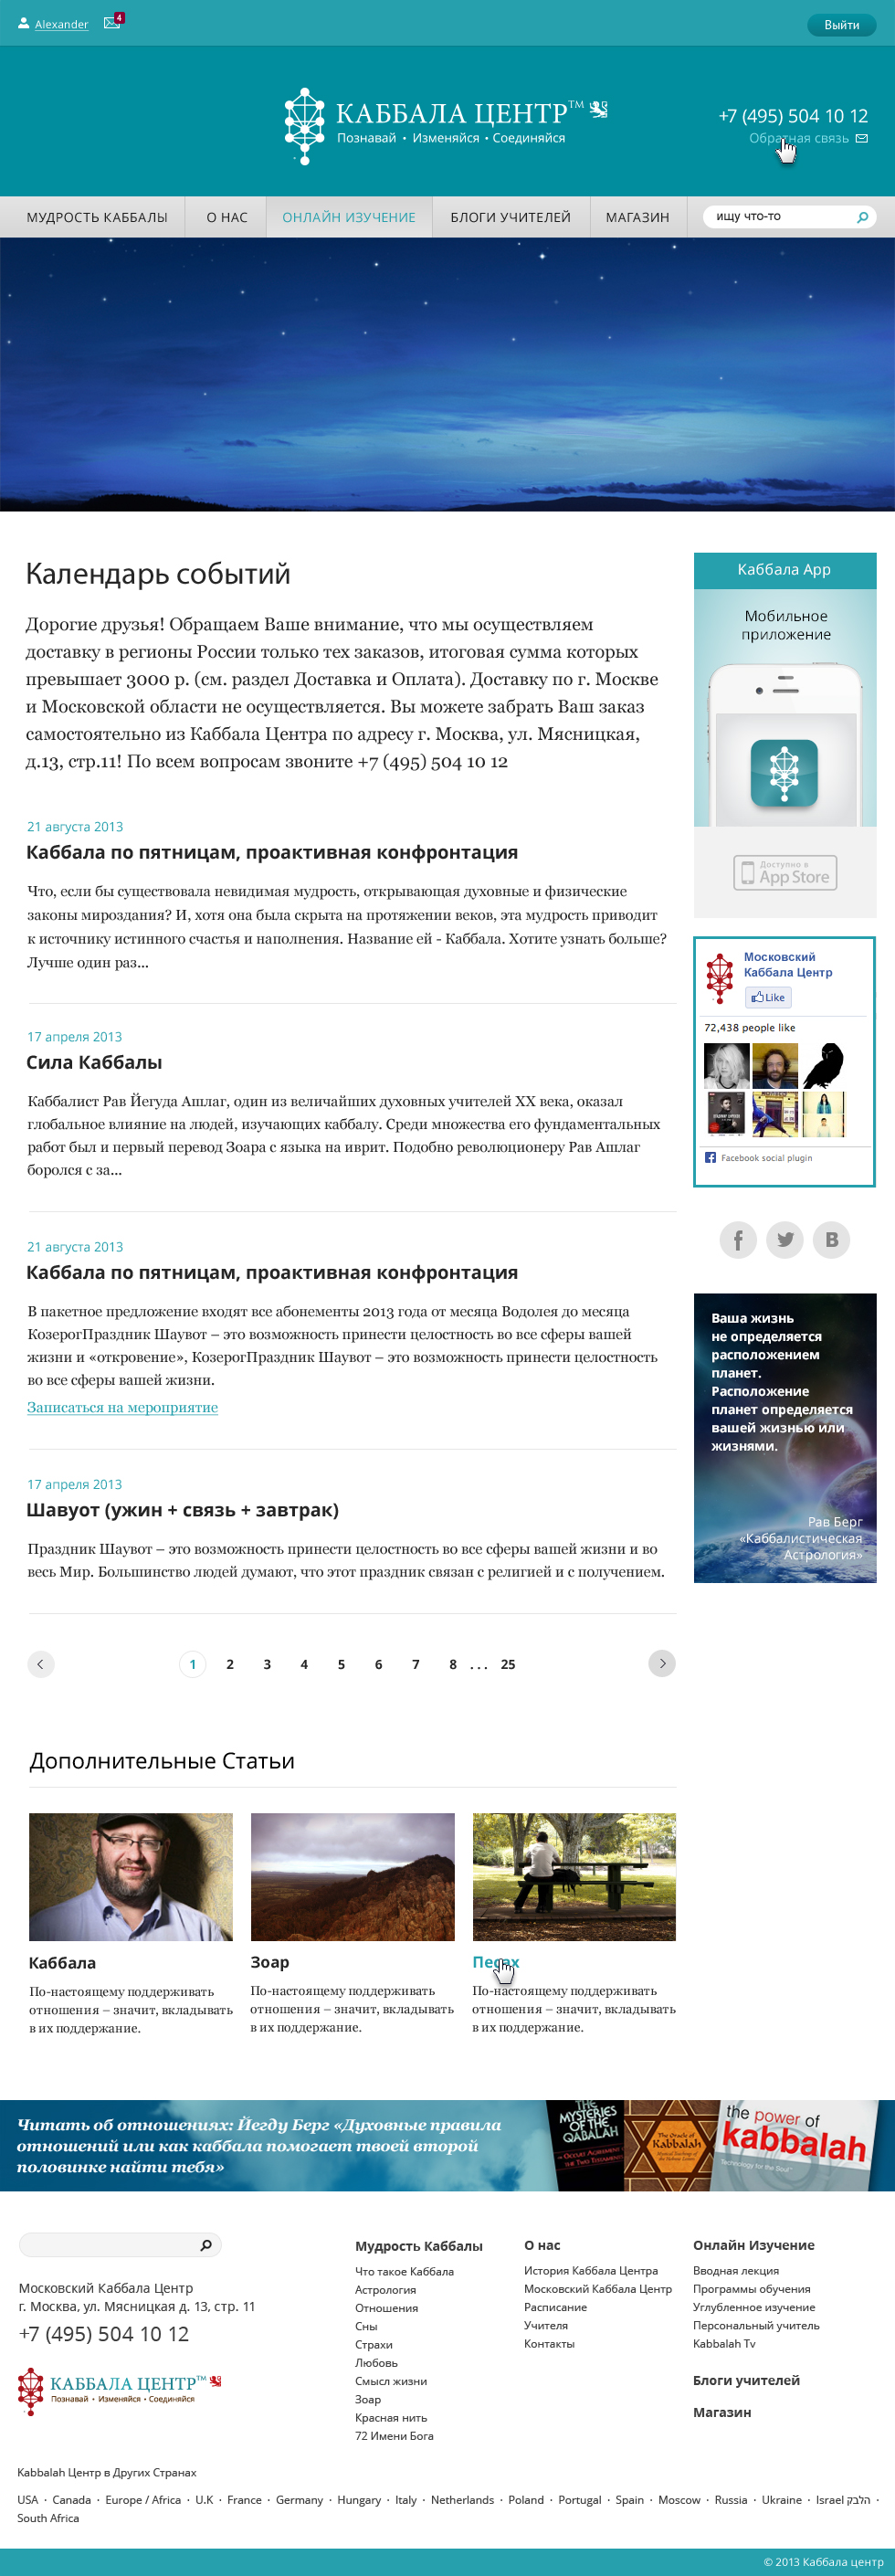 Alexander
4
Выйти
КАББАЛА ЦЕНТР™
Познавай • Изменяйся • Соединяйся
+7 (495) 504 10 12
Обратная связь
МУДРОСТЬ КАББАЛЫ
О НАС
ОНЛАЙН ИЗУЧЕНИЕ
БЛОГИ УЧИТЕЛЕЙ
МАГАЗИН
ищу что-то
Календарь событий
Дорогие друзья! Обращаем Ваше внимание, что мы осуществляем
доставку в регионы России только тех заказов, итоговая сумма которых
превышает 3000 р. (см. раздел Доставка и Оплата). Доставку по г. Москве
и Московской области не осуществляется. Вы можете забрать Ваш заказ
самостоятельно из Каббала Центра по адресу г. Москва, ул. Мясницкая,
д.13, стр.11! По всем вопросам звоните +7 (495) 504 10 12
21 августа 2013
Каббала по пятницам, проактивная конфронтация
Что, если бы существовала невидимая мудрость, открывающая духовные и физические
законы мироздания? И, хотя она была скрыта на протяжении веков, эта мудрость приводит
к источнику истинного счастья и наполнения. Название ей - Каббала. Хотите узнать больше?
Лучше один раз...
17 апреля 2013
Сила Каббалы
Каббалист Рав Йегуда Ашлаг, один из величайших духовных учителей XX века, оказал
глобальное влияние на людей, изучающих каббалу. Среди множества его фундаментальных
работ был и первый перевод Зоара с языка на иврит. Подобно революционеру Рав Ашлаг
боролся с за...
21 августа 2013
Каббала по пятницам, проактивная конфронтация
В пакетное предложение входят все абонементы 2013 года от месяца Водолея до месяца
КозерогПраздник Шаувот – это возможность принести целостность во все сферы вашей
жизни и «откровение», КозерогПраздник Шаувот – это возможность принести целостность
во все сферы вашей жизни.
Записаться на мероприятие
17 апреля 2013
Шавуот (ужин + связь + завтрак)
Праздник Шаувот – это возможность принести целостность во все сферы вашей жизни и во
весь Мир. Большинство людей думают, что этот праздник связан с религией и с получением.
1 2 3 4 5 6 7 8 ... 25
Каббала App
Мобильное
приложение
Доступно в
App Store
Московский
Каббала Центр
Like
72,438 people like
Facebook social plugin
Ваша жизнь
не определяется
расположением
планет.
Расположение
планет определяется
вашей жизнью или
жизнями.
Рав Берг
«Каббалистическая
Астрология»
Дополнительные Статьи
Каббала
По-настоящему поддерживать
отношения – значит, вкладывать
в их поддержание.
Зоар
По-настоящему поддерживать
отношения – значит, вкладывать
в их поддержание.
Песах
По-настоящему поддерживать
отношения – значит, вкладывать
в их поддержание.
Читать об отношениях: Йегду Берг «Духовные правила
отношений или как каббала помогает твоей второй
половинке найти тебя»
THE
MYSTERIES
OF THE
QABALAH
The Oracle of
Kabbalah
the power of
kabbalah
Technology for the Soul™
Московский Каббала Центр
г. Москва, ул. Мясницкая д. 13, стр. 11
+7 (495) 504 10 12
КАББАЛА ЦЕНТР™
Познавай • Изменяйся • Соединяйся
Мудрость Каббалы
Что такое Каббала
Астрология
Отношения
Сны
Страхи
Любовь
Смысл жизни
Зоар
Красная нить
72 Имени Бога
О нас
История Каббала Центра
Московский Каббала Центр
Расписание
Учителя
Контакты
Онлайн Изучение
Вводная лекция
Программы обучения
Углубленное изучение
Персональный учитель
Kabbalah Tv
Блоги учителей
Магазин
Kabbalah Центр в Других Странах
USA · Canada · Europe / Africa · U.K · France · Germany · Hungary · Italy · Netherlands · Poland · Portugal · Spain · Moscow · Russia · Ukraine · Israel הלבק ·
South Africa
© 2013 Каббала центр